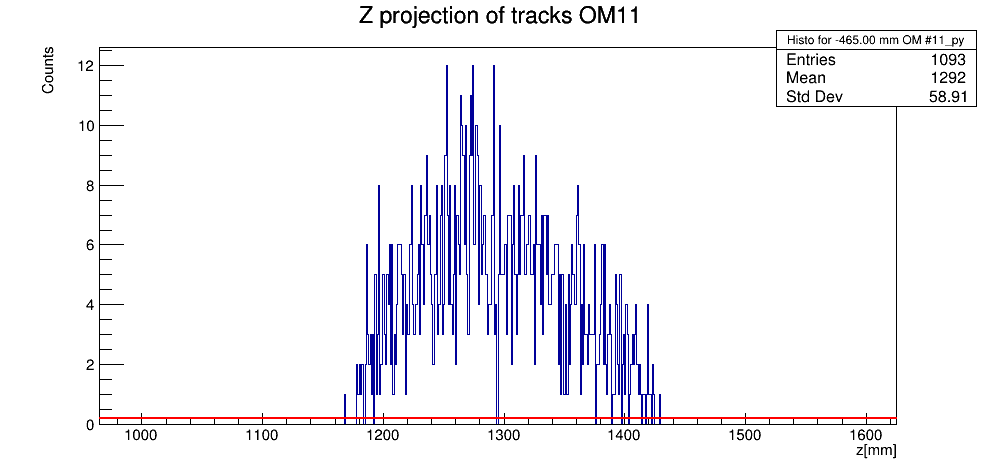 Z projection of tracks OM11
Histo for -465.00 mm OM #11_py
Entries 1093
Mean 1292
Std Dev 58.91
Counts
12
10
8
6
4
2
0
1000 1100 1200 1300 1400 1500 1600
z[mm]